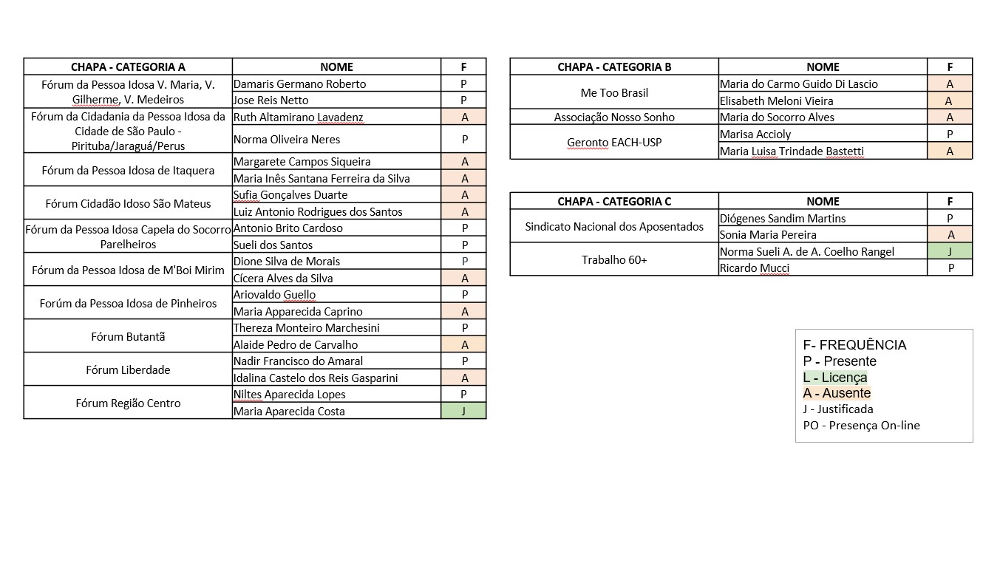 CHAPA - CATEGORIA A NOME F
Fórum da Pessoa Idosa V. Maria, V.
Gilherme, V. Medeiros
Damaris Germano Roberto P
Jose Reis Netto P
Fórum da Cidadania da Pessoa Idosa da
Cidade de São Paulo -
Pirituba/Jaraguá/Perus
Ruth Altamirano Lavadenz A
Norma Oliveira Neres P
Fórum da Pessoa Idosa de Itaquera
Margarete Campos Siqueira A
Maria Inês Santana Ferreira da Silva A
Fórum Cidadão Idoso São Mateus
Sufia Gonçalves Duarte A
Luiz Antonio Rodrigues dos Santos A
Fórum da Pessoa Idosa Capela do Socorro
Parelheiros
Antonio Brito Cardoso P
Sueli dos Santos P
Fórum da Pessoa Idosa de M'Boi Mirim
Dione Silva de Morais P
Cícera Alves da Silva A
Forúm da Pessoa Idosa de Pinheiros
Ariovaldo Guello P
Maria Apparecida Caprino A
Fórum Butantã
Thereza Monteiro Marchesini P
Alaide Pedro de Carvalho A
Fórum Liberdade
Nadir Francisco do Amaral P
Idalina Castelo dos Reis Gasparini A
Fórum Região Centro
Niltes Aparecida Lopes P
Maria Aparecida Costa J
CHAPA - CATEGORIA B NOME F
Me Too Brasil
Maria do Carmo Guido Di Lascio A
Elisabeth Meloni Vieira A
Associação Nosso Sonho Maria do Socorro Alves A
Geronto EACH-USP
Marisa Accioly P
Maria Luisa Trindade Bastetti A
CHAPA - CATEGORIA C NOME F
Sindicato Nacional dos Aposentados
Diógenes Sandim Martins P
Sonia Maria Pereira A
Trabalho 60+
Norma Sueli A. de A. Coelho Rangel J
Ricardo Mucci P
F- FREQUÊNCIA
P - Presente
L - Licença
A - Ausente
J - Justificada
PO - Presença On-line